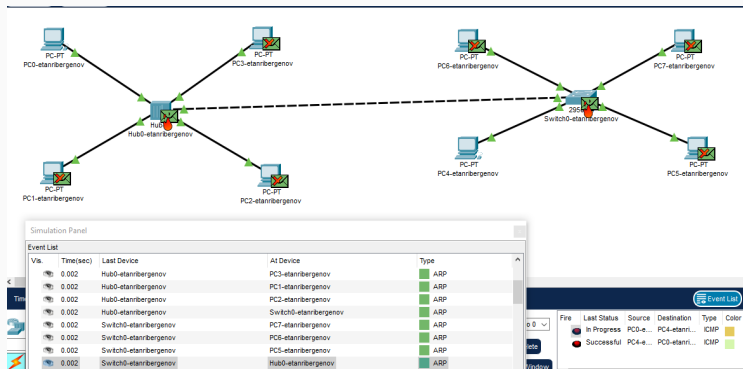 PC-PT
PC0-etanribergenov
PC-PT
PC3-etanribergenov
PC-PT
PC6-etanribergenov
PC-PT
PC7-etanribergenov
Hub0-etanribergenov
Switch0-etanribergenov
PC-PT
PC1-etanribergenov
PC-PT
PC2-etanribergenov
PC-PT
PC4-etanribergenov
PC-PT
PC5-etanribergenov
Simulation Panel
Event List
Vis. Time(sec) Last Device At Device Type
0.002 Hub0-etanribergenov PC3-etanribergenov ARP
0.002 Hub0-etanribergenov PC1-etanribergenov ARP
0.002 Hub0-etanribergenov PC2-etanribergenov ARP
0.002 Hub0-etanribergenov Switch0-etanribergenov ARP
0.002 Switch0-etanribergenov PC7-etanribergenov ARP
0.002 Switch0-etanribergenov PC6-etanribergenov ARP
0.002 Switch0-etanribergenov PC5-etanribergenov ARP
0.002 Switch0-etanribergenov Hub0-etanribergenov ARP
Event List
Fire Last Status Source Destination Type Color
In Progress PC0-e... PC4-etanri... ICMP
Successful PC4-e... PC0-etanri... ICMP